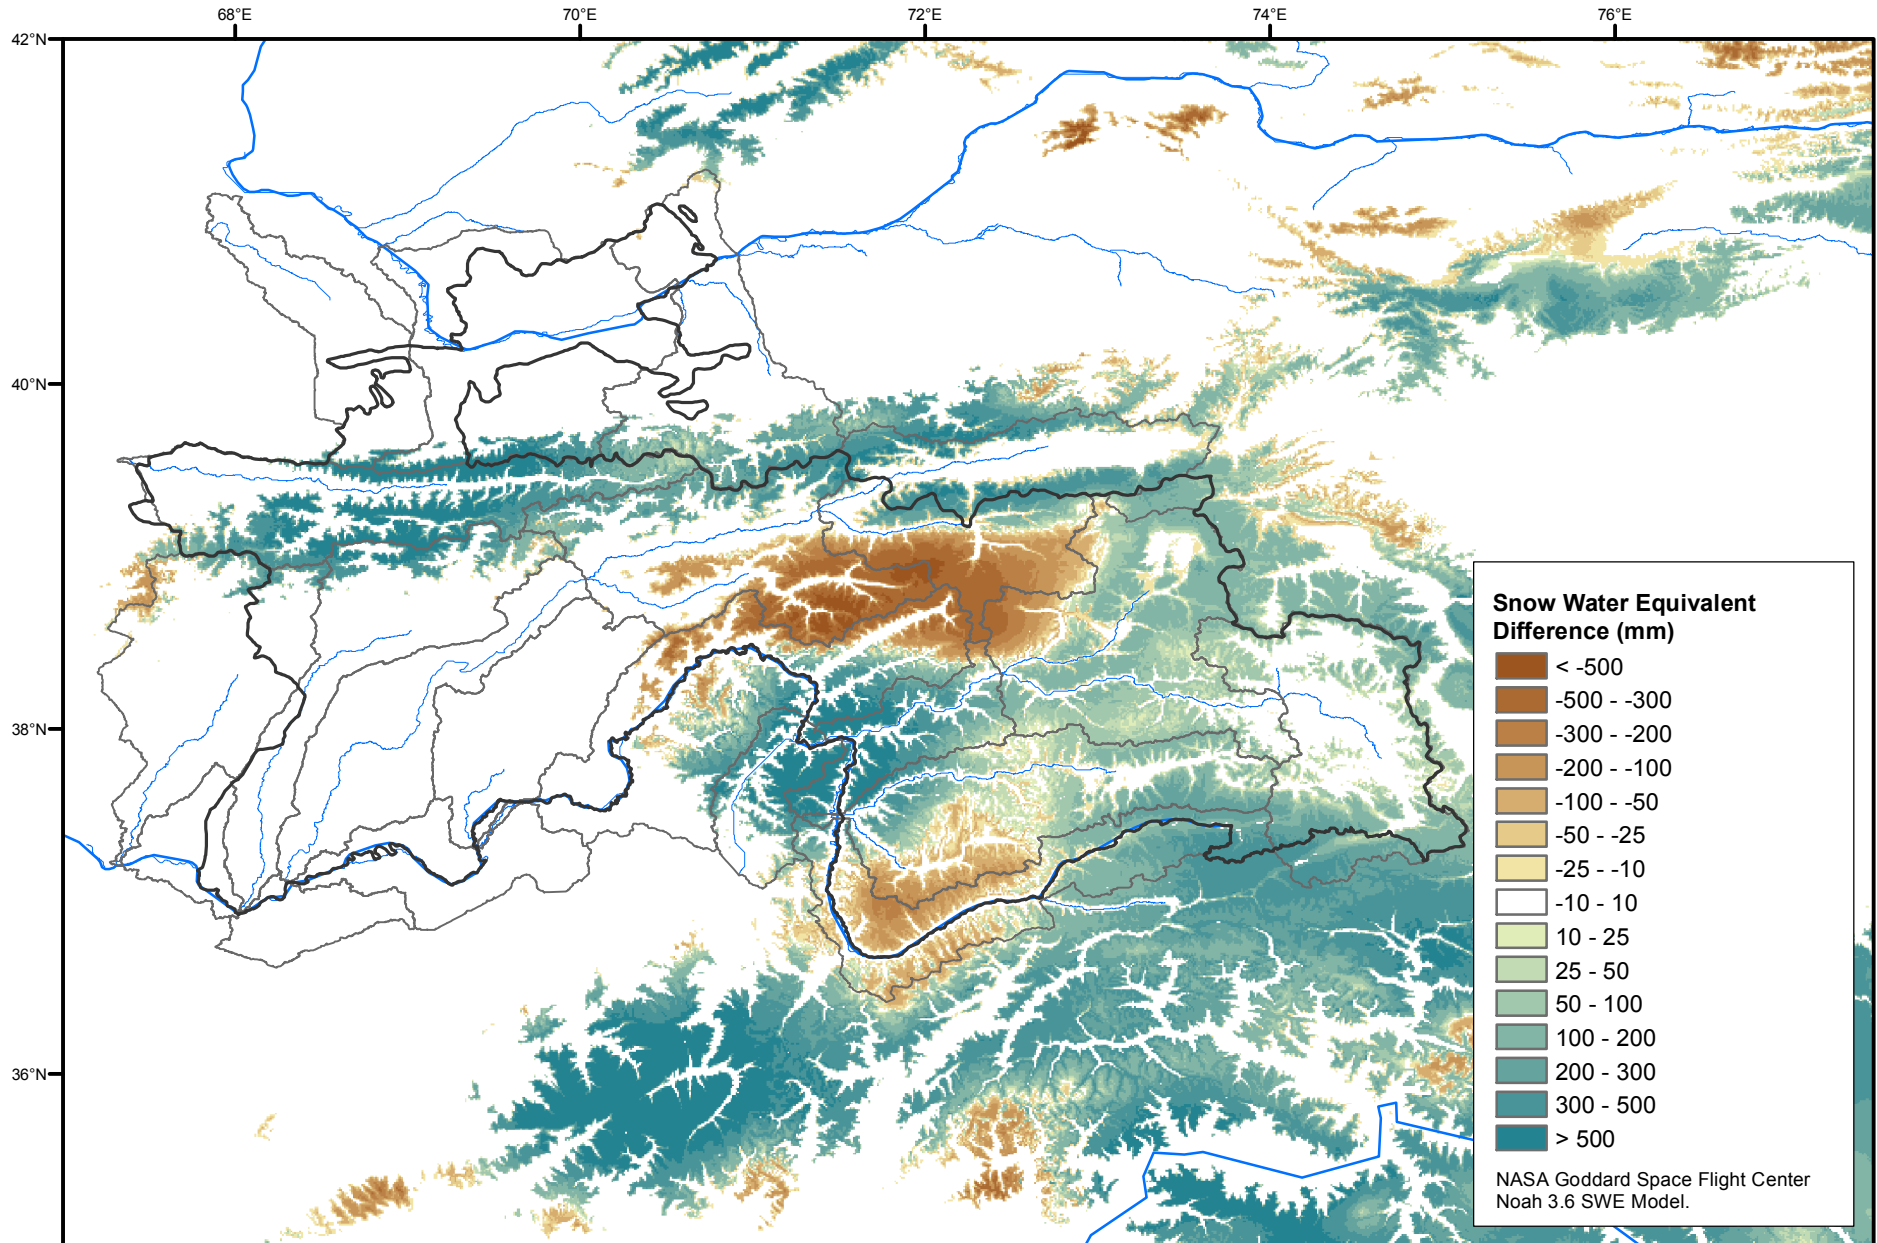 68°E 70°E 72°E 74°E 76°E
42°N
40°N
38°N
36°N
Snow Water Equivalent
Difference (mm)
< -500
-500 - -300
-300 - -200
-200 - -100
-100 - -50
-50 - -25
-25 - -10
-10 - 10
10 - 25
25 - 50
50 - 100
100 - 200
200 - 300
300 - 500
> 500
NASA Goddard Space Flight Center
Noah 3.6 SWE Model.